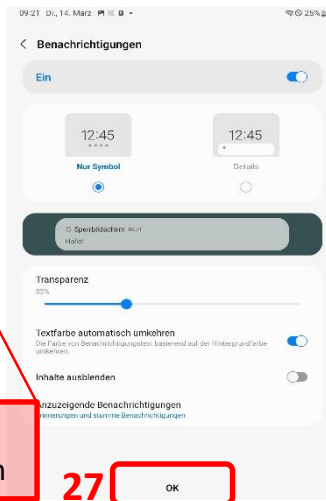 09:21 Di., 14. März
25%
< Benachrichtigungen
Ein
12:45
12:45
Nur Symbol
Details
Sperrbildschirm 09:21
Hallo!
Transparenz
32%
Textfarbe automatisch umkehren
Die Farbe von Benachrichtigungstext basierend auf der Hintergrundfarbe
umkehren.
Inhalte ausblenden
Anzuzeigende Benachrichtigungen
Erinnerungen und stumme Benachrichtigungen
27
OK